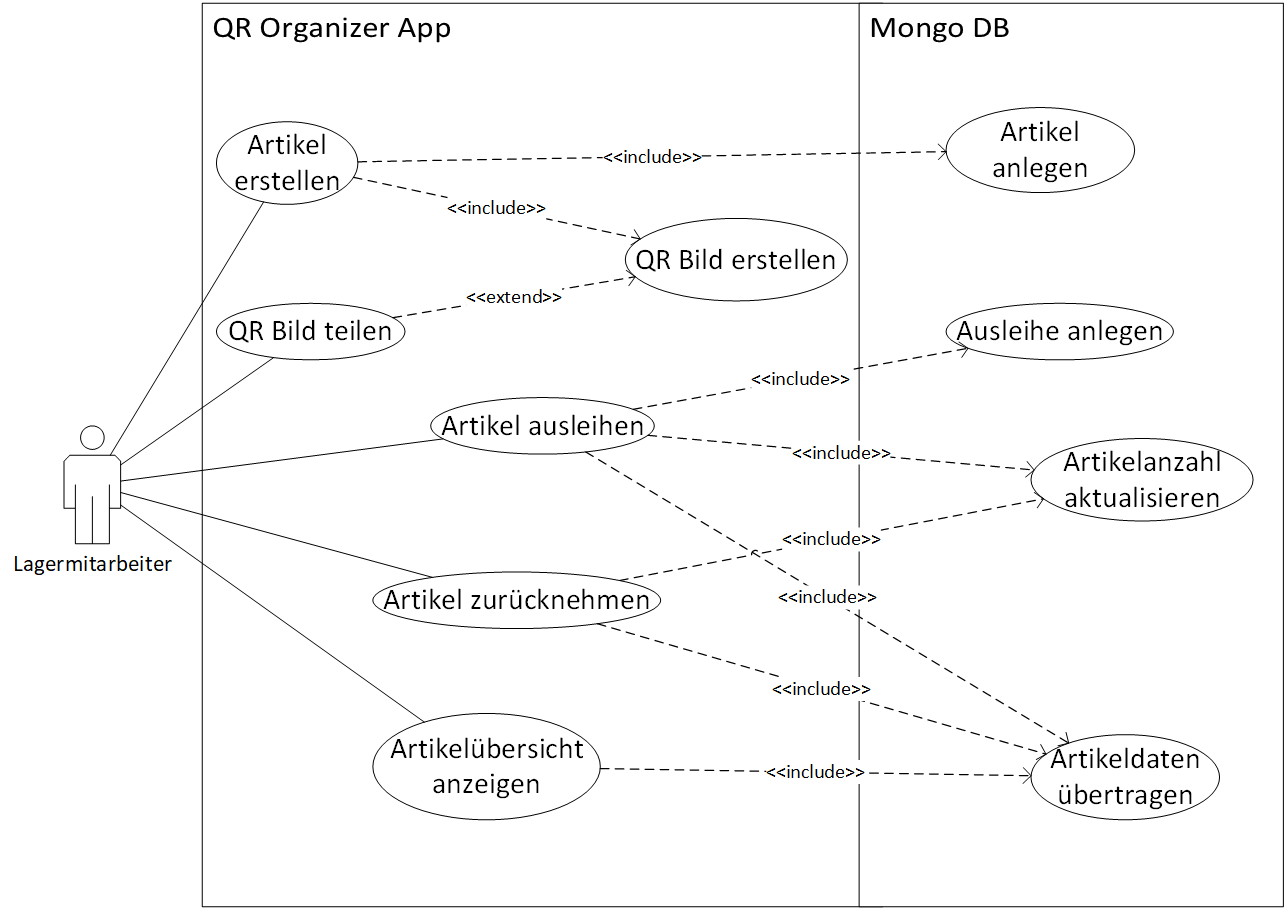 QR Organizer App
Mongo DB
Artikel
erstellen
<<include>>
Artikel
anlegen
<<include>>
QR Bild erstellen
<<extend>>
QR Bild teilen
Ausleihe anlegen
<<include>>
Artikel ausleihen
<<include>>
Artikelanzahl
aktualisieren
Lagermitarbeiter
<<include>>
Artikel zurücknehmen
<<include>>
<<include>>
Artikelübersicht
anzeigen
<<include>>
Artikeldaten
übertragen